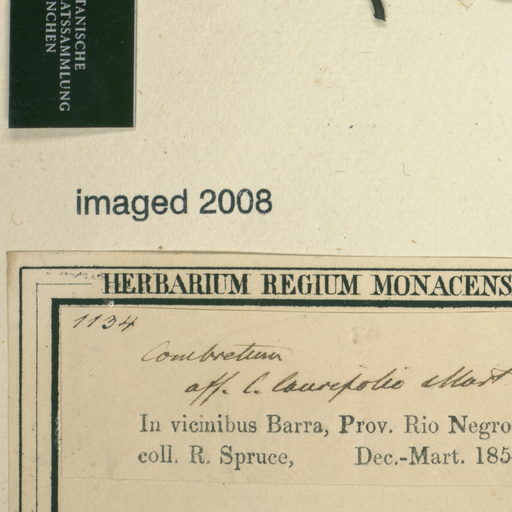 TANISCHE
ATSSAMMLUNG
NCHEN
imaged 2008
HERBARIUM REGIUM MONACENS
1134
Combretum
aff. C. laurifolio Mart
In vicinibus Barra, Prov. Rio Negro
coll. R. Spruce, Dec.-Mart. 185